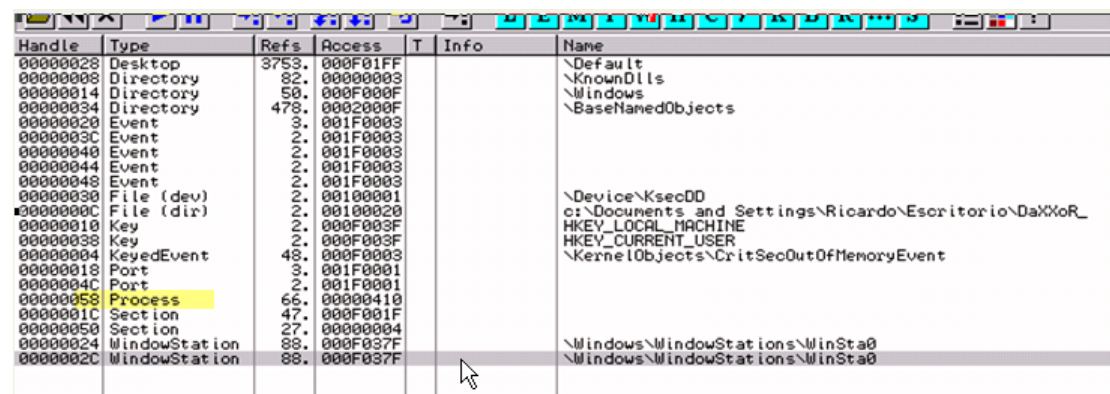 L E M T W H C / K B R ... S ?
Handle Type Refs Access T Info Name
00000028 Desktop 3753. 000F01FF \Default
00000008 Directory 82. 00000003 \KnownDlls
00000014 Directory 50. 000F000F \Windows
00000034 Directory 478. 0002000F \BaseNamedObjects
00000020 Event 3. 001F0003
0000003C Event 2. 001F0003
00000040 Event 2. 001F0003
00000044 Event 2. 001F0003
00000048 Event 2. 001F0003
00000030 File (dev) 2. 00100001 \Device\KsecDD
0000000C File (dir) 2. 00100020 c:\Documents and Settings\Ricardo\Escritorio\DaXXoR_
00000010 Key 2. 000F003F HKEY_LOCAL_MACHINE
00000038 Key 2. 000F003F HKEY_CURRENT_USER
00000004 KeyedEvent 48. 000F0003 \KernelObjects\CritSecOutOfMemoryEvent
00000018 Port 3. 001F0001
0000004C Port 2. 001F0001
00000058 Process 66. 00000410
0000001C Section 47. 000F001F
00000050 Section 27. 00000004
00000024 WindowStation 88. 000F037F \Windows\WindowStations\WinSta0
0000002C WindowStation 88. 000F037F \Windows\WindowStations\WinSta0